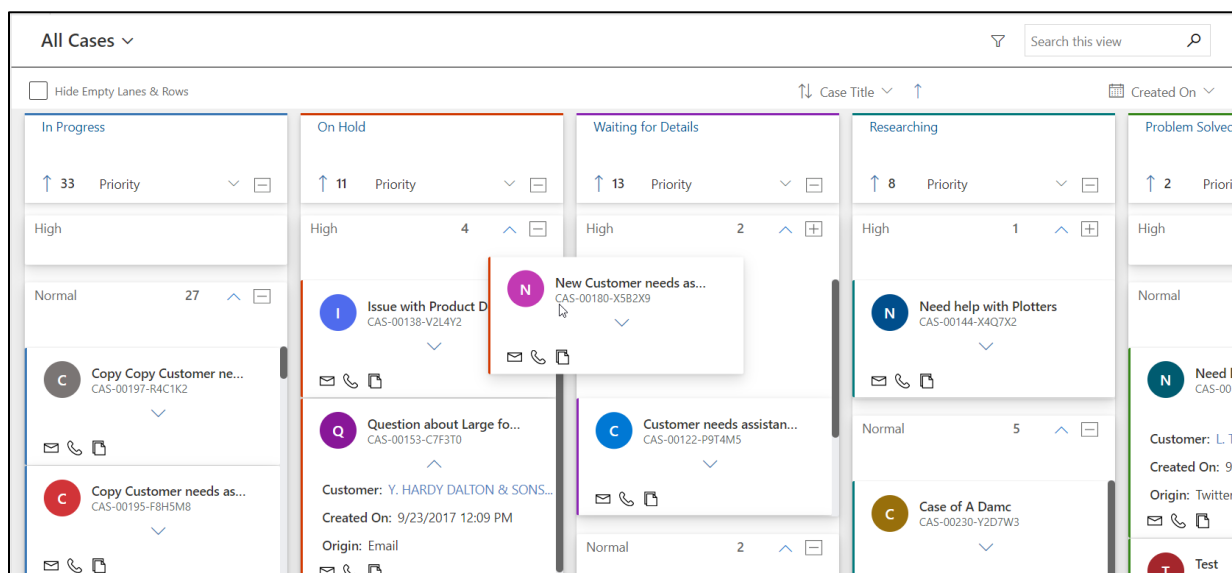 All Cases
Search this view
Hide Empty Lanes & Rows
Case Title
Created On
In Progress
33 Priority
High
Normal 27
C
Copy Copy Customer ne...
CAS-00197-R4C1K2
C
Copy Customer needs as...
CAS-00195-F8H5M8
On Hold
11 Priority
High 4
I
Issue with Product D
CAS-00138-V2L4Y2
Q
Question about Large fo...
CAS-00153-C7F3T0
Customer: Y. HARDY DALTON & SONS...
Created On: 9/23/2017 12:09 PM
Origin: Email
N
New Customer needs as...
CAS-00180-X5B2X9
Waiting for Details
13 Priority
High 2
C
Customer needs assistan...
CAS-00122-P9T4M5
Normal 2
Researching
8 Priority
High 1
N
Need help with Plotters
CAS-00144-X4Q7X2
Normal 5
C
Case of A Damc
CAS-00230-Y2D7W3
Problem Solved
2 Priori
High
Normal
N
Need
CAS-00
Customer: L.
Created On: 9
Origin: Twitter
T
Test